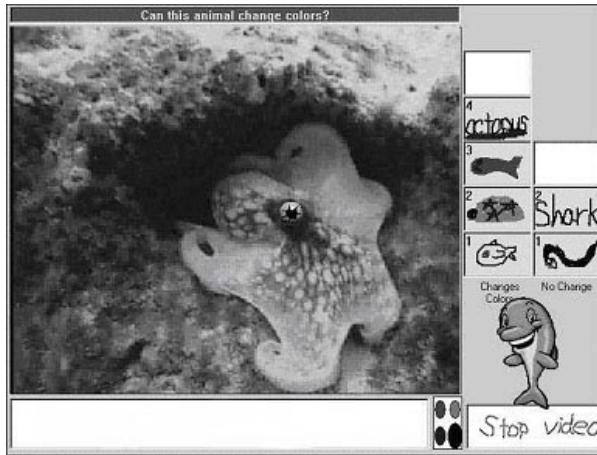 Can this animal change colors?
4
octopus
3
2
2
Shark
1
1
Changes Colors
No Change
Stop video